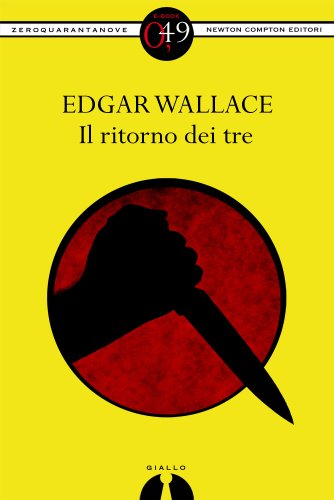 ZEROQUARANTANOVE
E-BOOK
0,49
NEWTON COMPTON EDITORI
EDGAR WALLACE
Il ritorno dei tre
GIALLO